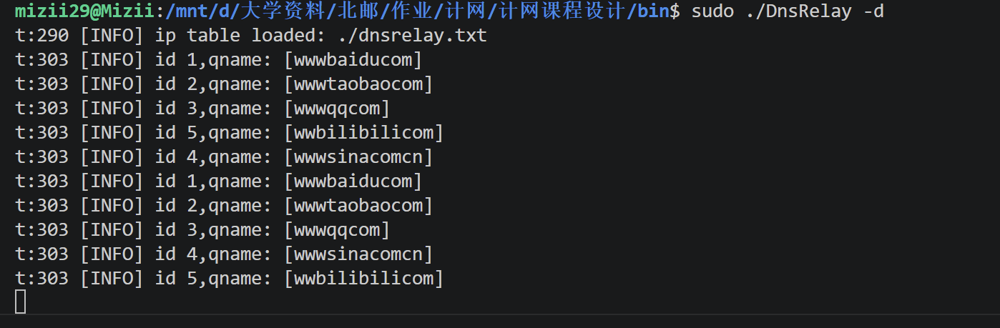 mizii29@Mizii:/mnt/d/大学资料/北邮/作业/计网/计网课程设计/bin$ sudo ./DnsRelay -d
t:290 [INFO] ip table loaded: ./dnsrelay.txt
t:303 [INFO] id 1,qname: [wwwbaiducom]
t:303 [INFO] id 2,qname: [wwwtaobaocom]
t:303 [INFO] id 3,qname: [wwwqqcom]
t:303 [INFO] id 5,qname: [wwbilibilicom]
t:303 [INFO] id 4,qname: [wwwsinacomcn]
t:303 [INFO] id 1,qname: [wwwbaiducom]
t:303 [INFO] id 2,qname: [wwwtaobaocom]
t:303 [INFO] id 3,qname: [wwwqqcom]
t:303 [INFO] id 4,qname: [wwwsinacomcn]
t:303 [INFO] id 5,qname: [wwbilibilicom]